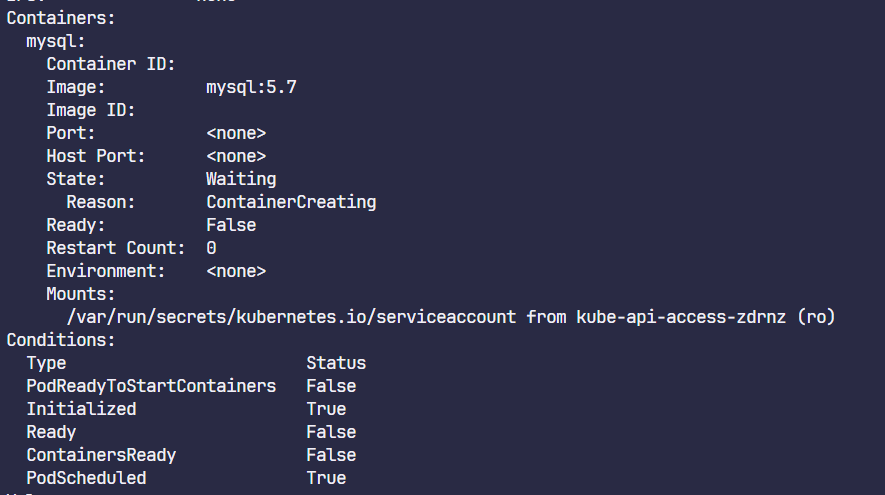 Containers:
  mysql:
    Container ID:
    Image:          mysql:5.7
    Image ID:
    Port:           <none>
    Host Port:      <none>
    State:          Waiting
      Reason:       ContainerCreating
    Ready:          False
    Restart Count:  0
    Environment:    <none>
    Mounts:
      /var/run/secrets/kubernetes.io/serviceaccount from kube-api-access-zdrnz (ro)
Conditions:
  Type                        Status
  PodReadyToStartContainers   False
  Initialized                 True
  Ready                       False
  ContainersReady             False
  PodScheduled                True